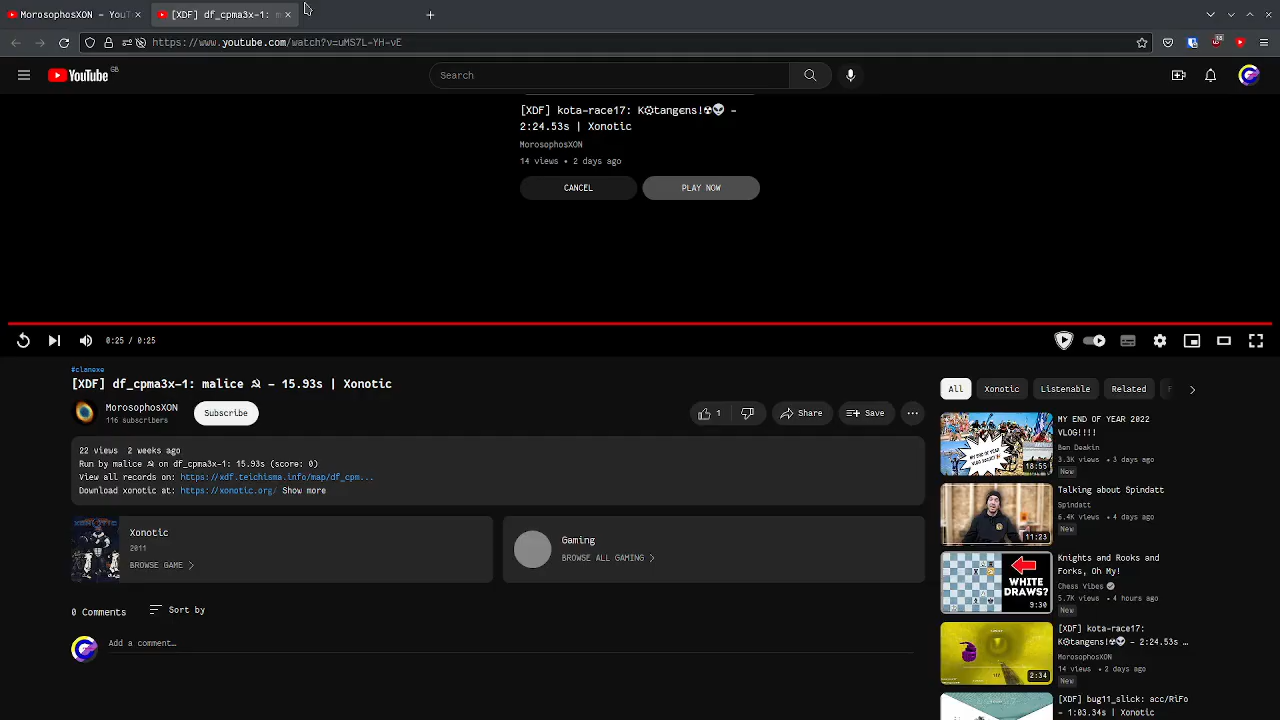 MorosophosXON – YouT
[XDF] df_cpma3x-1: m
https://www.youtube.com/watch?v=uMS7L-YH-vE
18
YouTube GB
Search
[XDF] kota-race17: K⚙tangєns!☢👽 –
2:24.53s | Xonotic
MorosophosXON
14 views • 2 days ago
CANCEL
PLAY NOW
0:25 / 0:25
#clanexe
[XDF] df_cpma3x-1: malice ☭ – 15.93s | Xonotic
MorosophosXON
116 subscribers
Subscribe
1
Share
Save
22 views 2 weeks ago
Run by malice ☭ on df_cpma3x-1: 15.93s (score: 0)
View all records on: https://xdf.teichisma.info/map/df_cpm...
Download xonotic at: https://xonotic.org/ Show more
Xonotic
2011
BROWSE GAME
Gaming
BROWSE ALL GAMING
0 Comments
Sort by
Add a comment…
All
Xonotic
Listenable
Related
MY END OF YEAR 2022
VLOG!!!!
Ben Deakin
3.3K views • 3 days ago
New
18:55
Talking about Spindatt
Spindatt
6.4K views • 4 days ago
New
11:23
Knights and Rooks and
Forks, Oh My!
Chess Vibes
5.7K views • 4 hours ago
New
WHITE
DRAWS?
9:30
[XDF] kota-race17:
K⚙tangєns!☢👽 – 2:24.53s …
MorosophosXON
14 views • 2 days ago
New
2:34
[XDF] bug11_slick: acc/RiFo
– 1:03.34s | Xonotic